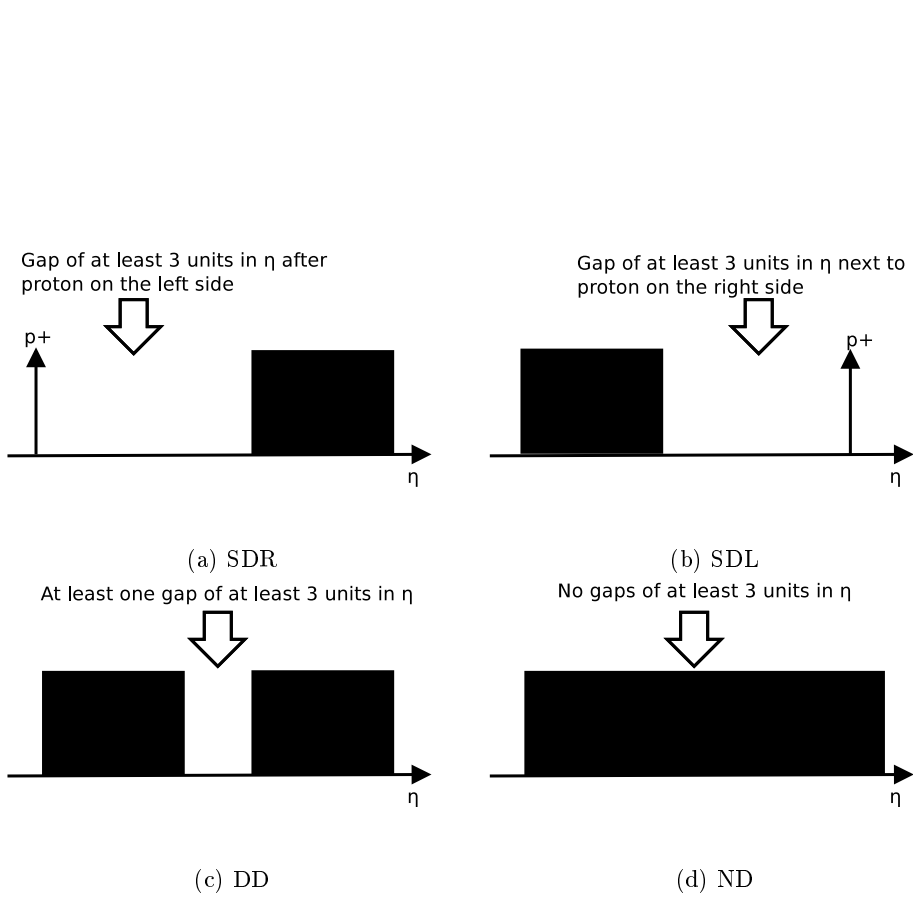 Gap of at least 3 units in η after
proton on the left side
p+
η
(a) SDR
Gap of at least 3 units in η next to
proton on the right side
p+
η
(b) SDL
At least one gap of at least 3 units in η
η
(c) DD
No gaps of at least 3 units in η
η
(d) ND